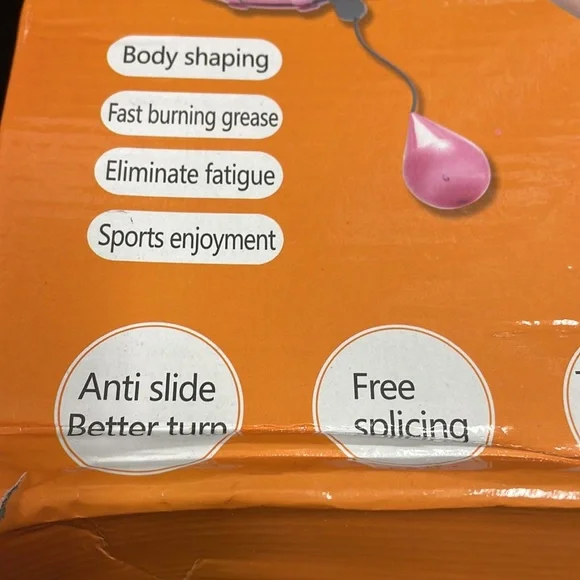 Body shaping
Fast burning grease
Eliminate fatigue
Sports enjoyment
Anti slide
Better turn
Free
splicing